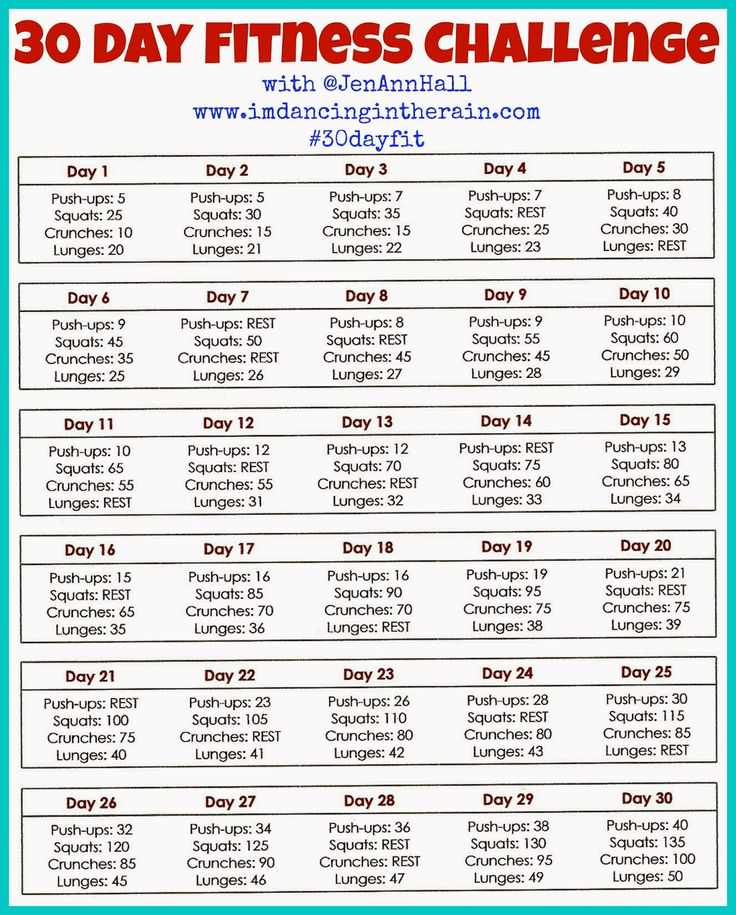 30 DAY FITNESS CHALLENGE
with @JenAnnHall
www.imdancingintherain.com
#30dayfit
Day 1 Day 2 Day 3 Day 4 Day 5
Push-ups: 5 Push-ups: 5 Push-ups: 7 Push-ups: 7 Push-ups: 8
Squats: 25 Squats: 30 Squats: 35 Squats: REST Squats: 40
Crunches: 10 Crunches: 15 Crunches: 15 Crunches: 25 Crunches: 30
Lunges: 20 Lunges: 21 Lunges: 22 Lunges: 23 Lunges: REST
Day 6 Day 7 Day 8 Day 9 Day 10
Push-ups: 9 Push-ups: REST Push-ups: 8 Push-ups: 9 Push-ups: 10
Squats: 45 Squats: 50 Squats: REST Squats: 55 Squats: 60
Crunches: 35 Crunches: REST Crunches: 45 Crunches: 45 Crunches: 50
Lunges: 25 Lunges: 26 Lunges: 27 Lunges: 28 Lunges: 29
Day 11 Day 12 Day 13 Day 14 Day 15
Push-ups: 10 Push-ups: 12 Push-ups: 12 Push-ups: REST Push-ups: 13
Squats: 65 Squats: REST Squats: 70 Squats: 75 Squats: 80
Crunches: 55 Crunches: 55 Crunches: REST Crunches: 60 Crunches: 65
Lunges: REST Lunges: 31 Lunges: 32 Lunges: 33 Lunges: 34
Day 16 Day 17 Day 18 Day 19 Day 20
Push-ups: 15 Push-ups: 16 Push-ups: 16 Push-ups: 19 Push-ups: 21
Squats: REST Squats: 85 Squats: 90 Squats: 95 Squats: REST
Crunches: 65 Crunches: 70 Crunches: 70 Crunches: 75 Crunches: 75
Lunges: 35 Lunges: 36 Lunges: REST Lunges: 38 Lunges: 39
Day 21 Day 22 Day 23 Day 24 Day 25
Push-ups: REST Push-ups: 23 Push-ups: 26 Push-ups: 28 Push-ups: 30
Squats: 100 Squats: 105 Squats: 110 Squats: REST Squats: 115
Crunches: 75 Crunches: REST Crunches: 80 Crunches: 80 Crunches: 85
Lunges: 40 Lunges: 41 Lunges: 42 Lunges: 43 Lunges: REST
Day 26 Day 27 Day 28 Day 29 Day 30
Push-ups: 32 Push-ups: 34 Push-ups: 36 Push-ups: 38 Push-ups: 40
Squats: 120 Squats: 125 Squats: REST Squats: 130 Squats: 135
Crunches: 85 Crunches: 90 Crunches: REST Crunches: 95 Crunches: 100
Lunges: 45 Lunges: 46 Lunges: 47 Lunges: 49 Lunges: 50